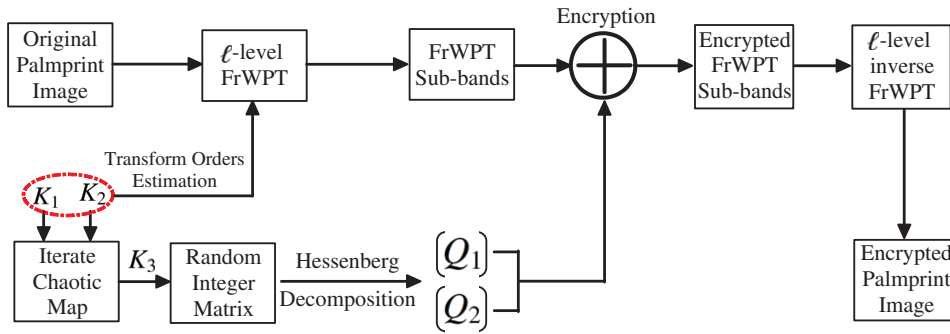 Encryption
Original
Palmprint
Image
ℓ-level
FrWPT
FrWPT
Sub-bands
Encrypted
FrWPT
Sub-bands
ℓ-level
inverse
FrWPT
Transform Orders
Estimation
K₁ K₂
Iterate
Chaotic
Map
K₃
Random
Integer
Matrix
Hessenberg
Decomposition
[Q₁]
[Q₂]
Encrypted
Palmprint
Image